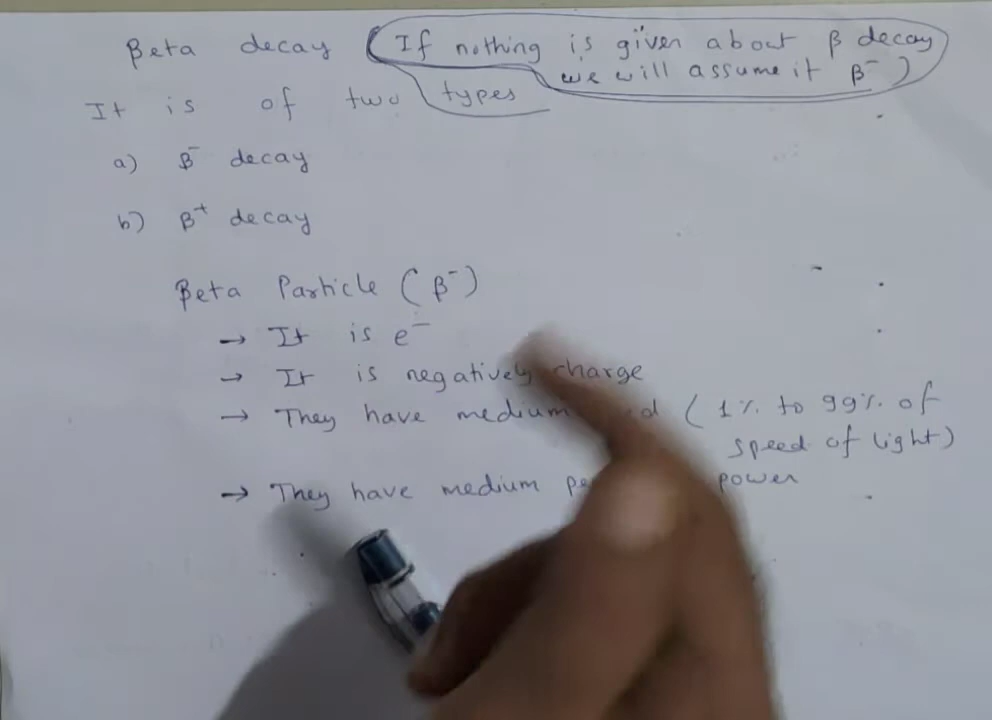 Beta decay (If nothing is given about β decay
we will assume it β⁻)
It is of two types
a) β⁻ decay
b) β⁺ decay
Beta Particle (β⁻)
→ It is e⁻
→ It is negatively charge
→ They have medium (1% to 99% of
speed of light)
→ They have medium power